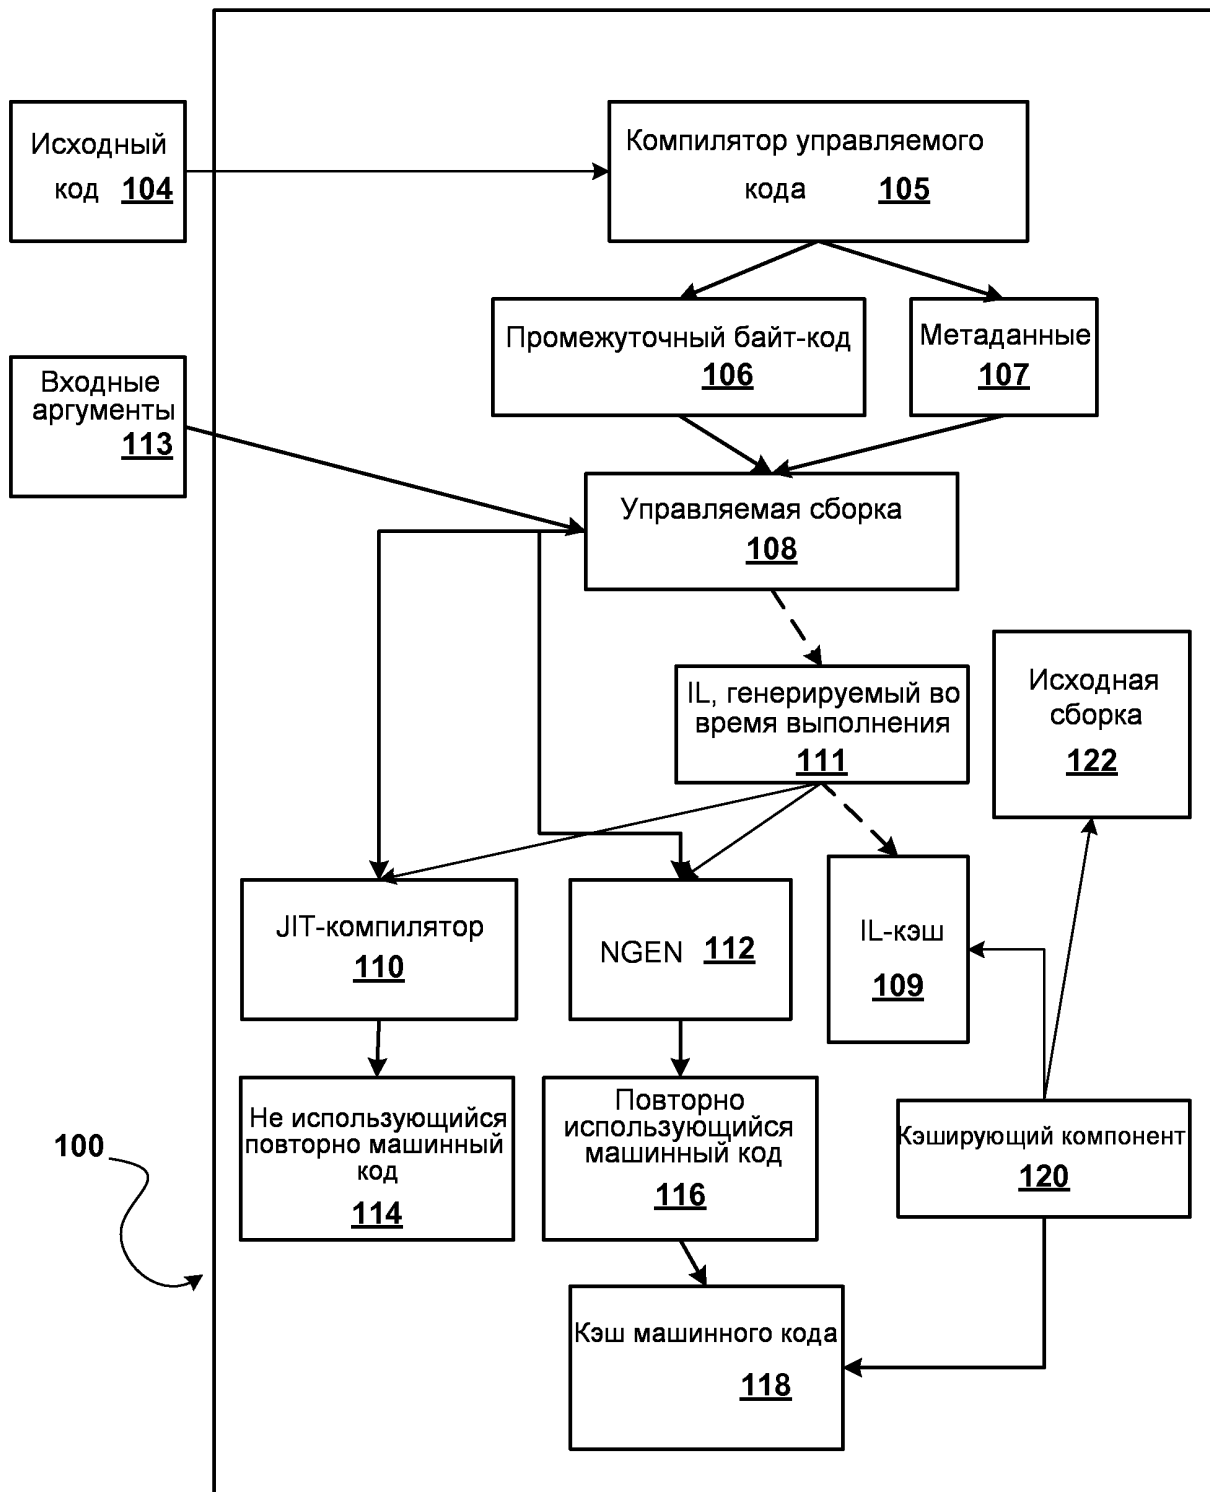 Исходный
код 104
Компилятор управляемого
кода 105
Промежуточный байт-код
106
Метаданные
107
Входные
аргументы
113
Управляемая сборка
108
IL, генерируемый во
время выполнения
111
Исходная
сборка
122
JIT-компилятор
110
NGEN 112
IL-кэш
109
Не использующийся
повторно машинный
код
114
Повторно
использующийся
машинный код
116
Кэширующий компонент
120
100
Кэш машинного кода
118